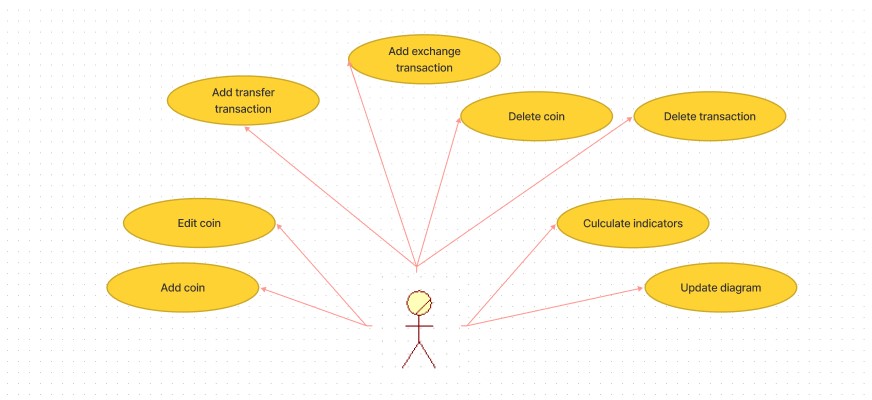 Add exchange
transaction
Add transfer
transaction
Delete coin
Delete transaction
Edit coin
Culculate indicators
Add coin
Update diagram